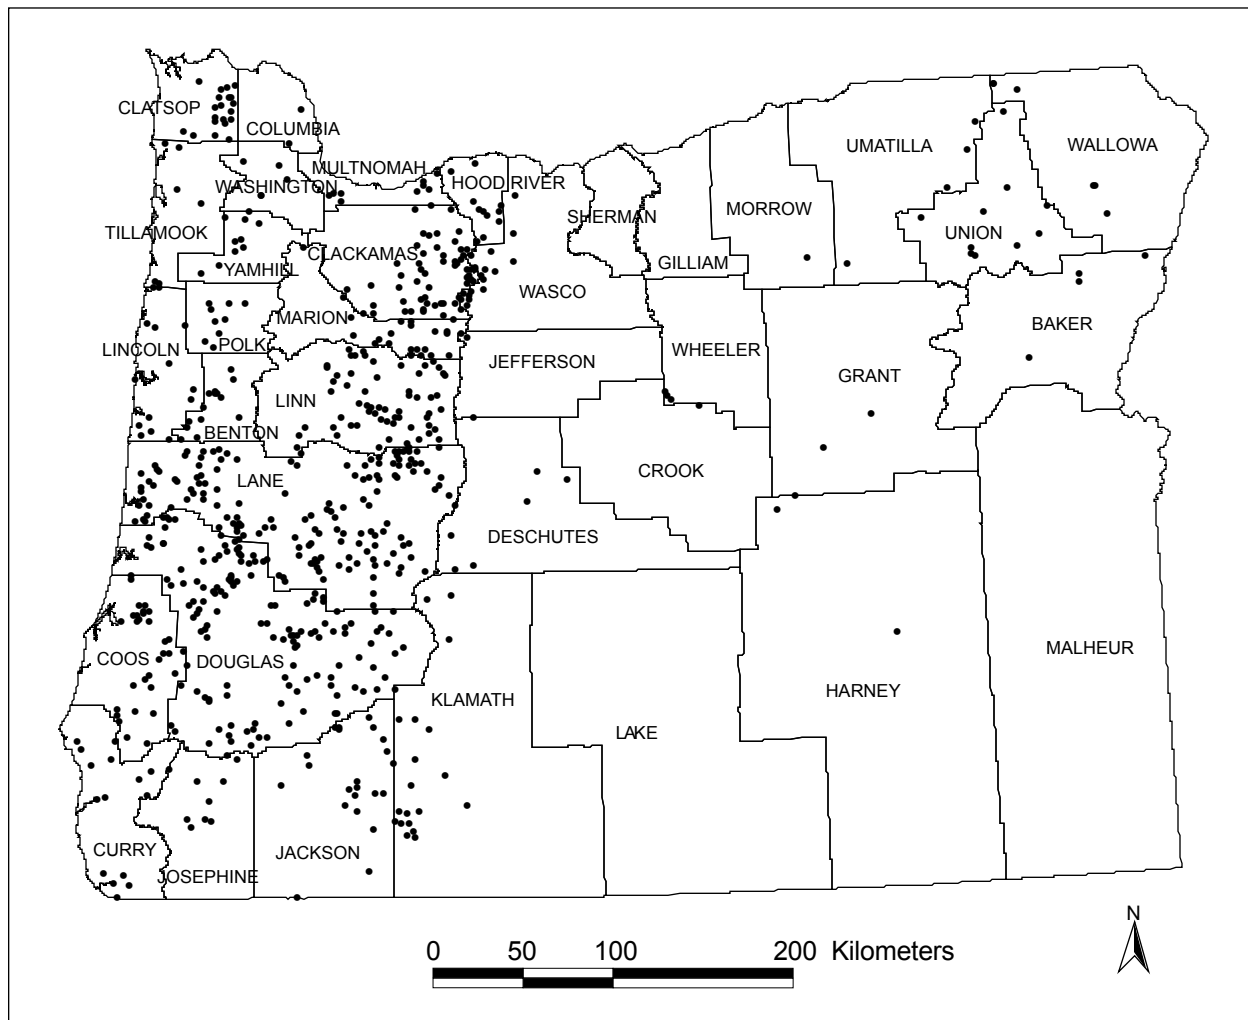 CLATSOP
COLUMBIA
MULTNOMAH
HOOD RIVER
WASHINGTON
SHERMAN
UMATILLA
WALLOWA
MORROW
TILLAMOOK
CLACKAMAS
UNION
YAMHILL
GILLIAM
WASCO
MARION
BAKER
LINCOLN
POLK
JEFFERSON
WHEELER
GRANT
LINN
BENTON
CROOK
LANE
DESCHUTES
COOS
DOUGLAS
KLAMATH
LAKE
HARNEY
MALHEUR
CURRY
JOSEPHINE
JACKSON
N
0 50 100 200 Kilometers